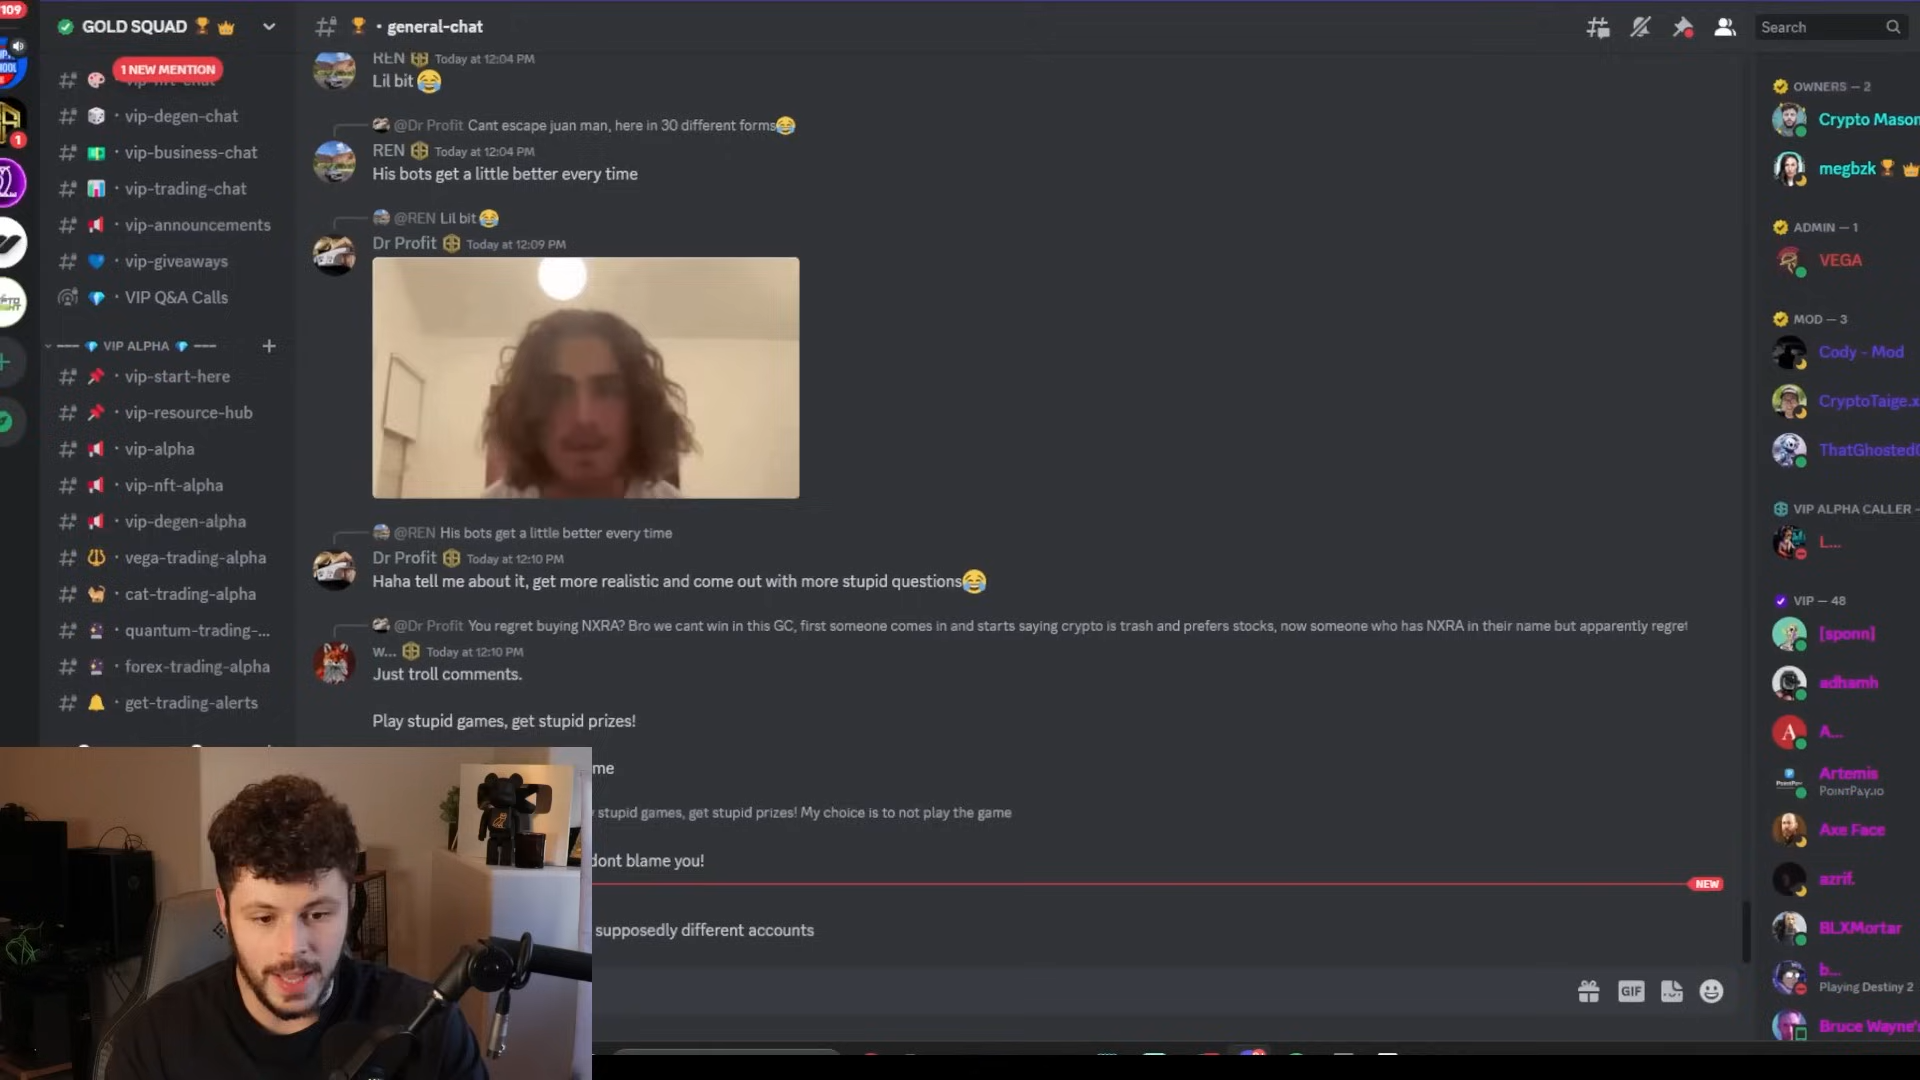 109
GOLD SQUAD
general-chat
Search
1 NEW MENTION
vip-degen-chat
vip-business-chat
vip-trading-chat
vip-announcements
vip-giveaways
VIP Q&A Calls
VIP ALPHA
vip-start-here
vip-resource-hub
vip-alpha
vip-nft-alpha
vip-degen-alpha
vega-trading-alpha
cat-trading-alpha
quantum-trading-...
forex-trading-alpha
get-trading-alerts
1
REN Today at 12:04 PM
Lil bit😂
@Dr Profit Cant escape juan man, here in 30 different forms😂
REN Today at 12:04 PM
His bots get a little better every time
@REN Lil bit😂
Dr Profit Today at 12:09 PM
@REN His bots get a little better every time
Dr Profit Today at 12:10 PM
Haha tell me about it, get more realistic and come out with more stupid questions😂
@Dr Profit You regret buying NXRA? Bro we cant win in this GC, first someone comes in and starts saying crypto is trash and prefers stocks, now someone who has NXRA in their name but apparently regret
w... Today at 12:10 PM
Just troll comments.
Play stupid games, get stupid prizes!
me
stupid games, get stupid prizes! My choice is to not play the game
dont blame you!
NEW
supposedly different accounts
GIF
OWNERS — 2
Crypto Mason
megbzk
ADMIN — 1
VEGA
MOD — 3
Cody - Mod
CryptoTaige.x
ThatGhosted
VIP ALPHA CALLER -
L...
VIP — 48
[sponn]
adhamh
A
A...
Artemis
POINTPAY.IO
Axe Face
azrif.
BLXMortar
b...
Playing Destiny 2
Bruce Wayne's